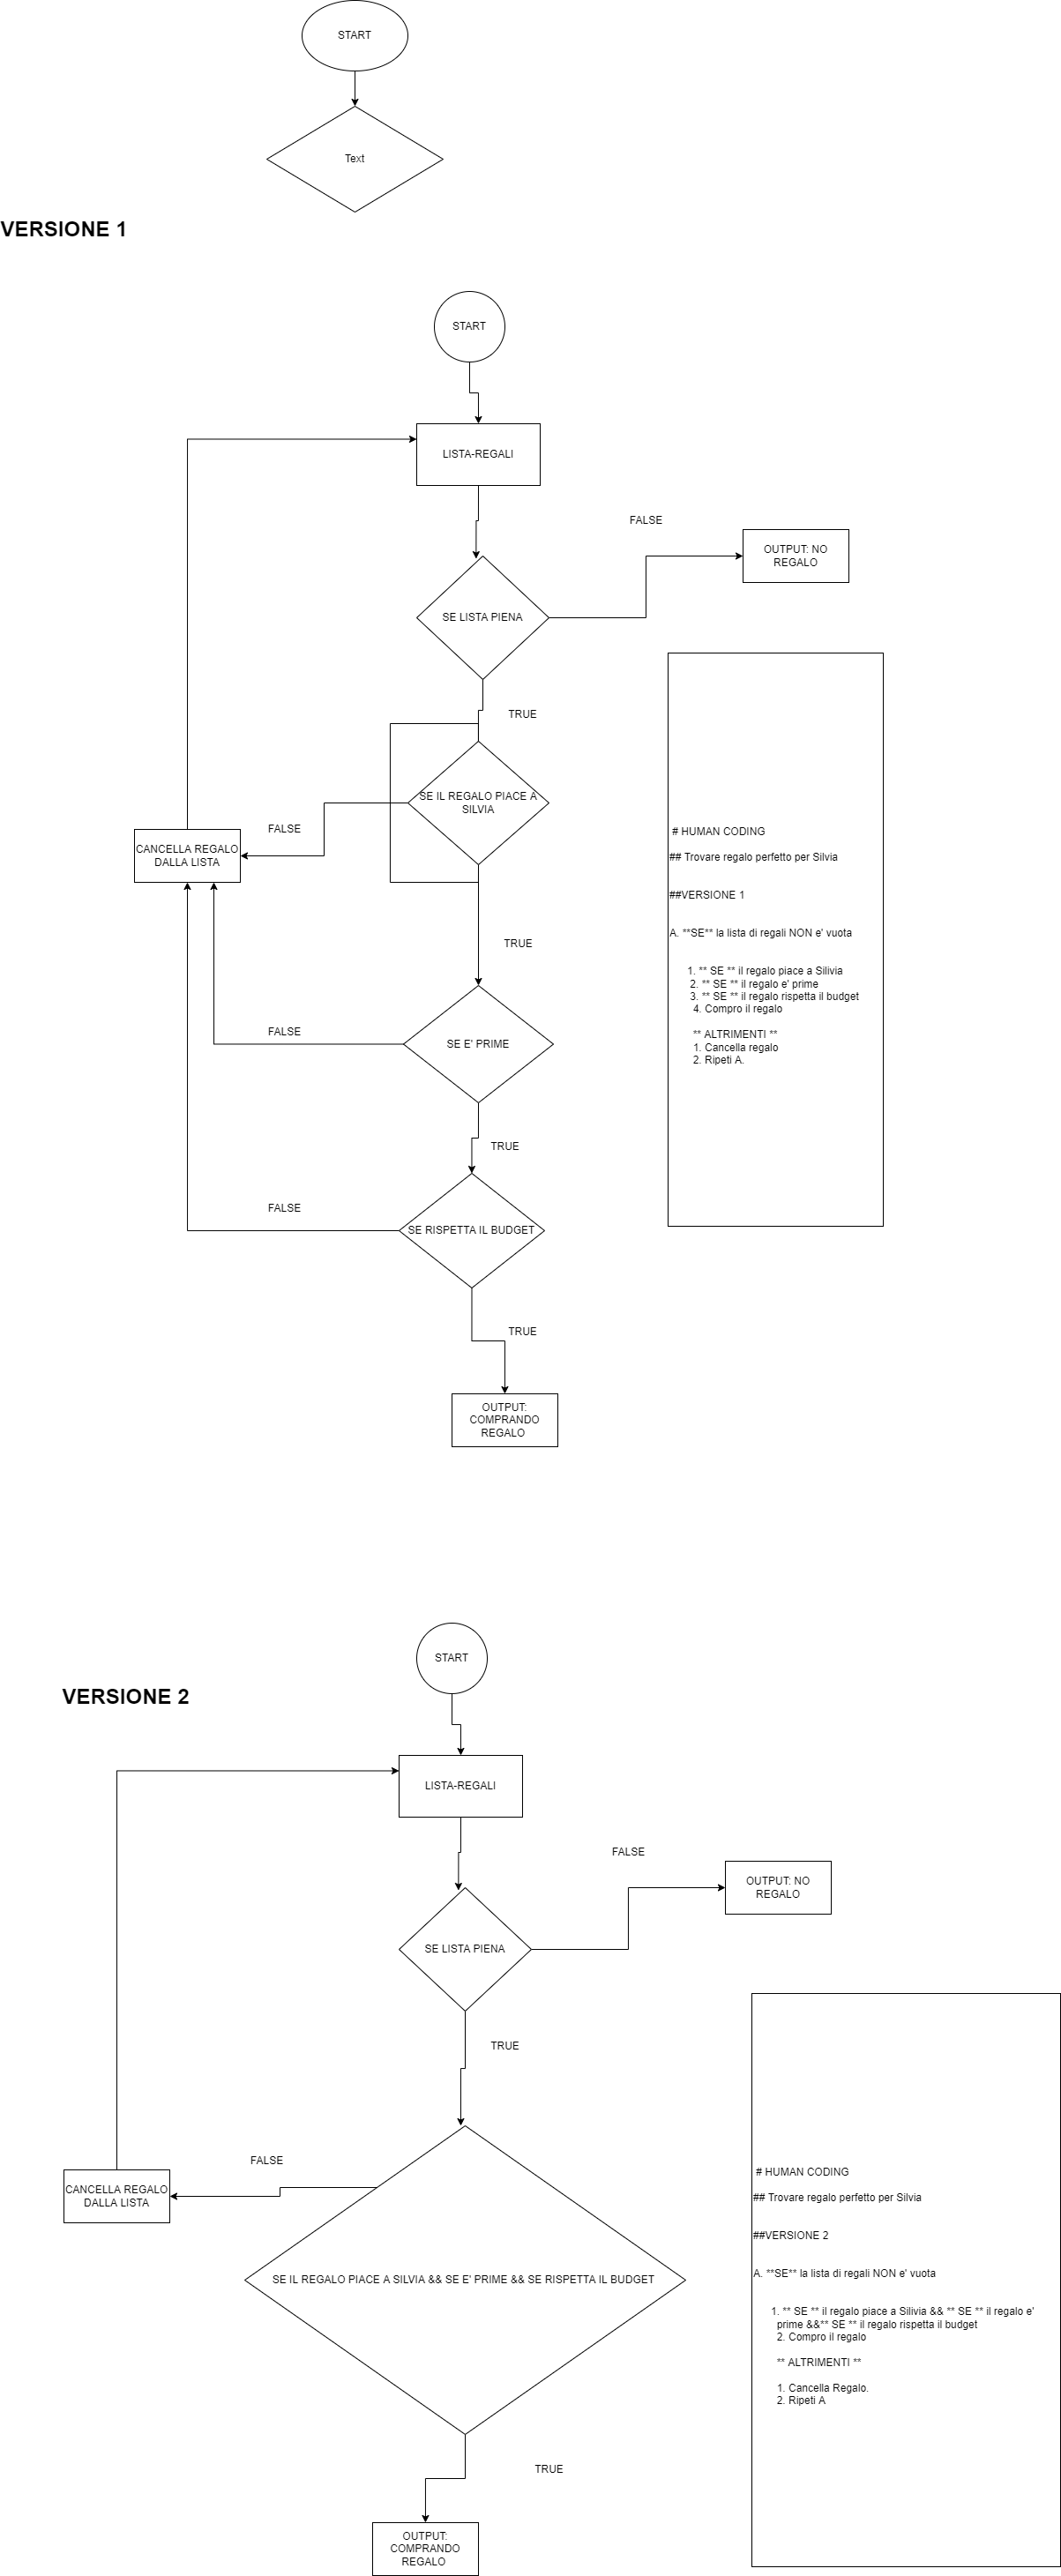 START
Text
VERSIONE 1
START
LISTA-REGALI
FALSE
OUTPUT: NO
REGALO
SE LISTA PIENA
TRUE
SE IL REGALO PIACE A
SILVIA
FALSE
CANCELLA REGALO
DALLA LISTA
# HUMAN CODING
## Trovare regalo perfetto per Silvia
##VERSIONE 1
A. **SE** la lista di regali NON e' vuota
1. ** SE ** il regalo piace a Silivia
2. ** SE ** il regalo e' prime
3. ** SE ** il regalo rispetta il budget
4. Compro il regalo
** ALTRIMENTI **
1. Cancella regalo
2. Ripeti A.
TRUE
FALSE
SE E' PRIME
TRUE
FALSE
SE RISPETTA IL BUDGET
TRUE
OUTPUT:
COMPRANDO
REGALO
START
VERSIONE 2
LISTA-REGALI
FALSE
OUTPUT: NO
REGALO
SE LISTA PIENA
TRUE
FALSE
CANCELLA REGALO
DALLA LISTA
SE IL REGALO PIACE A SILVIA && SE E' PRIME && SE RISPETTA IL BUDGET
# HUMAN CODING
## Trovare regalo perfetto per Silvia
##VERSIONE 2
A. **SE** la lista di regali NON e' vuota
1. ** SE ** il regalo piace a Silivia && ** SE ** il regalo e'
prime &&** SE ** il regalo rispetta il budget
2. Compro il regalo
** ALTRIMENTI **
1. Cancella Regalo.
2. Ripeti A
TRUE
OUTPUT:
COMPRANDO
REGALO